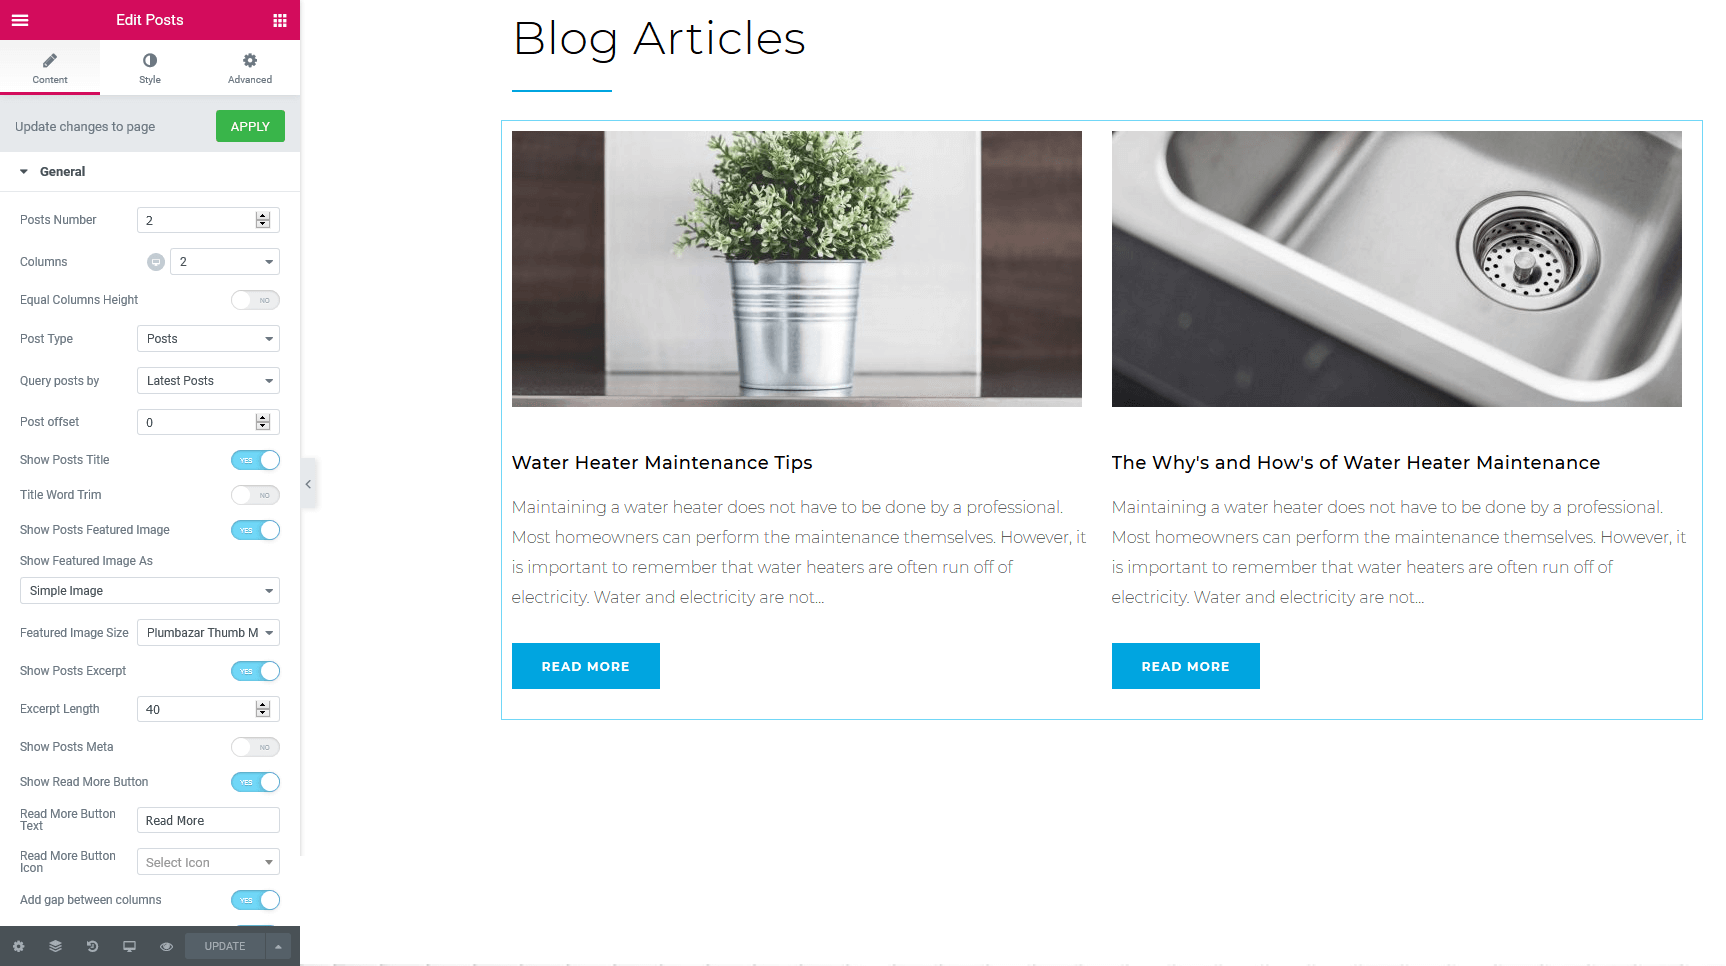 Edit Posts
Content
Style
Advanced
Update changes to page
APPLY
General
Posts Number
2
Columns
2
Equal Columns Height
NO
Post Type
Posts
Query posts by
Latest Posts
Post offset
0
Show Posts Title
YES
Title Word Trim
NO
Show Posts Featured Image
YES
Show Featured Image As
Simple Image
Featured Image Size
Plumbazar Thumb M
Show Posts Excerpt
YES
Excerpt Length
40
Show Posts Meta
NO
Show Read More Button
YES
Read More Button
Text
Read More
Read More Button
Icon
Select Icon
Add gap between columns
YES
UPDATE
Blog Articles
Water Heater Maintenance Tips
Maintaining a water heater does not have to be done by a professional.
Most homeowners can perform the maintenance themselves. However, it
is important to remember that water heaters are often run off of
electricity. Water and electricity are not...
READ MORE
The Why's and How's of Water Heater Maintenance
Maintaining a water heater does not have to be done by a professional.
Most homeowners can perform the maintenance themselves. However, it
is important to remember that water heaters are often run off of
electricity. Water and electricity are not...
READ MORE